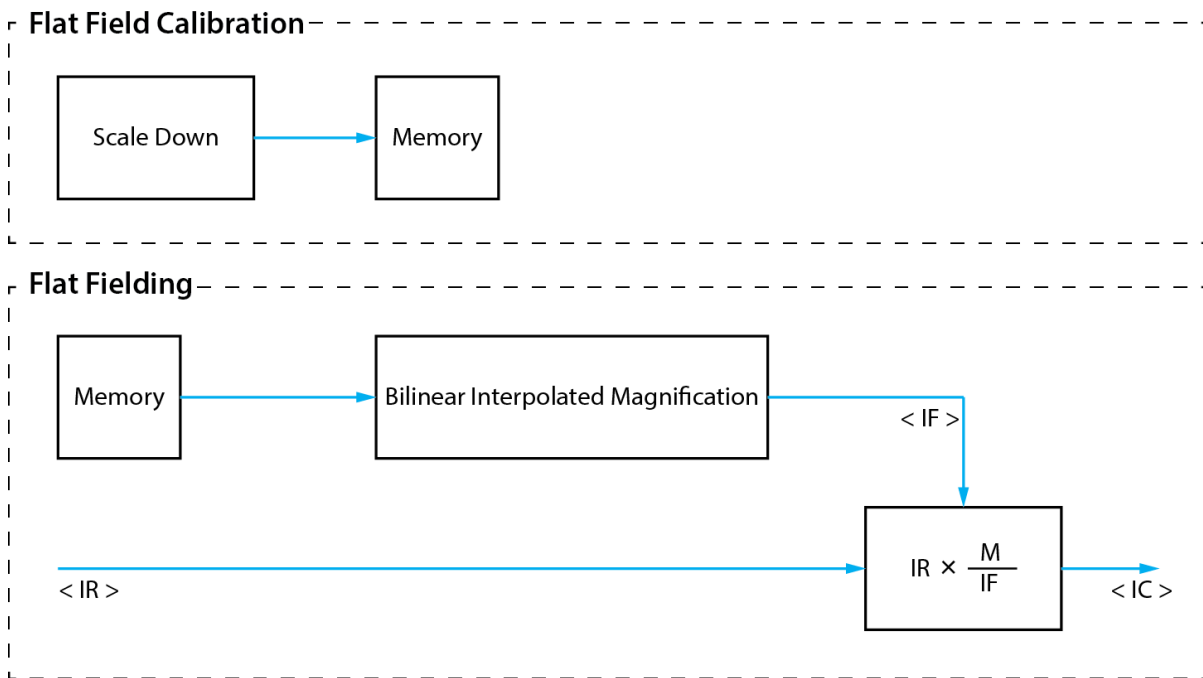 Flat Field Calibration
Scale Down
Memory
Flat Fielding
Memory
Bilinear Interpolated Magnification
< IF >
IR × M
IF
< IR >
< IC >